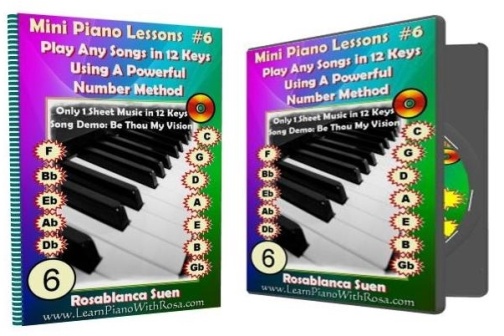 Mini Piano Lessons #6
Play Any Songs in 12 Keys
Using A Powerful
Number Method
Only 1 Sheet Music in 12 Keys
Song Demo: Be Thou My Vision
F
Bb
Eb
Ab
Db
C
G
D
A
E
B
Gb
6
Rosablanca Suen
www.LearnPianoWithRosa.com
Mini Piano Lessons #6
Play Any Songs in 12 Keys
Using A Powerful
Number Method
Only 1 Sheet Music in 12 Keys
Song Demo: Be Thou My Vision
F
Bb
Eb
Ab
Db
C
G
D
A
E
B
Gb
6
Rosablanca Suen
www.LearnPianoWithRosa.com